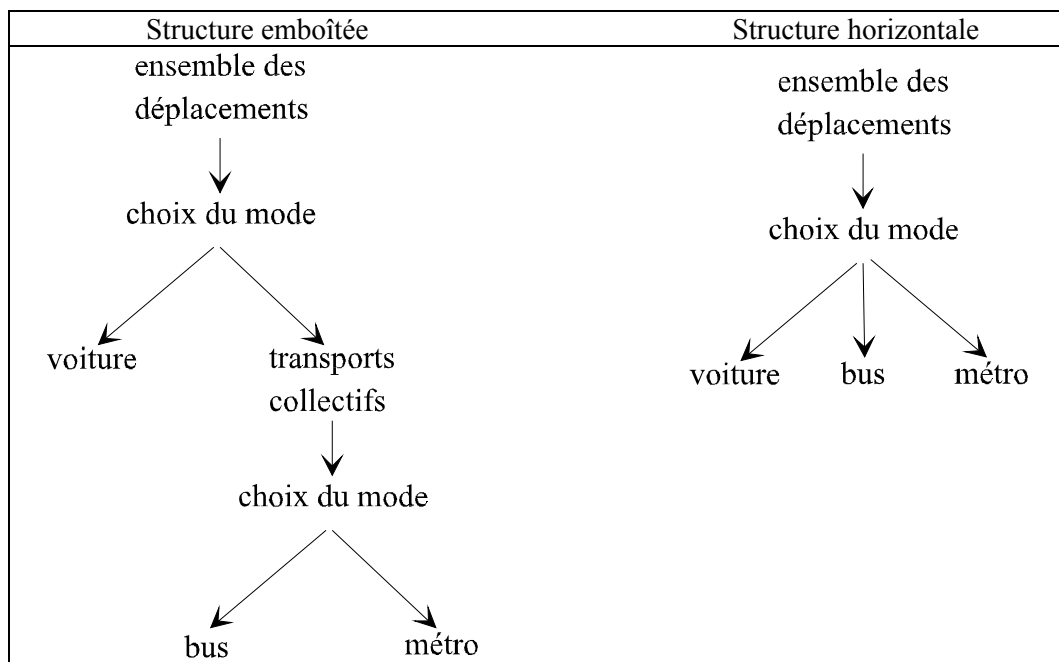 Structure emboîtée
Structure horizontale
ensemble des
déplacements
choix du mode
voiture
transports
collectifs
choix du mode
bus
métro
ensemble des
déplacements
choix du mode
voiture
bus
métro